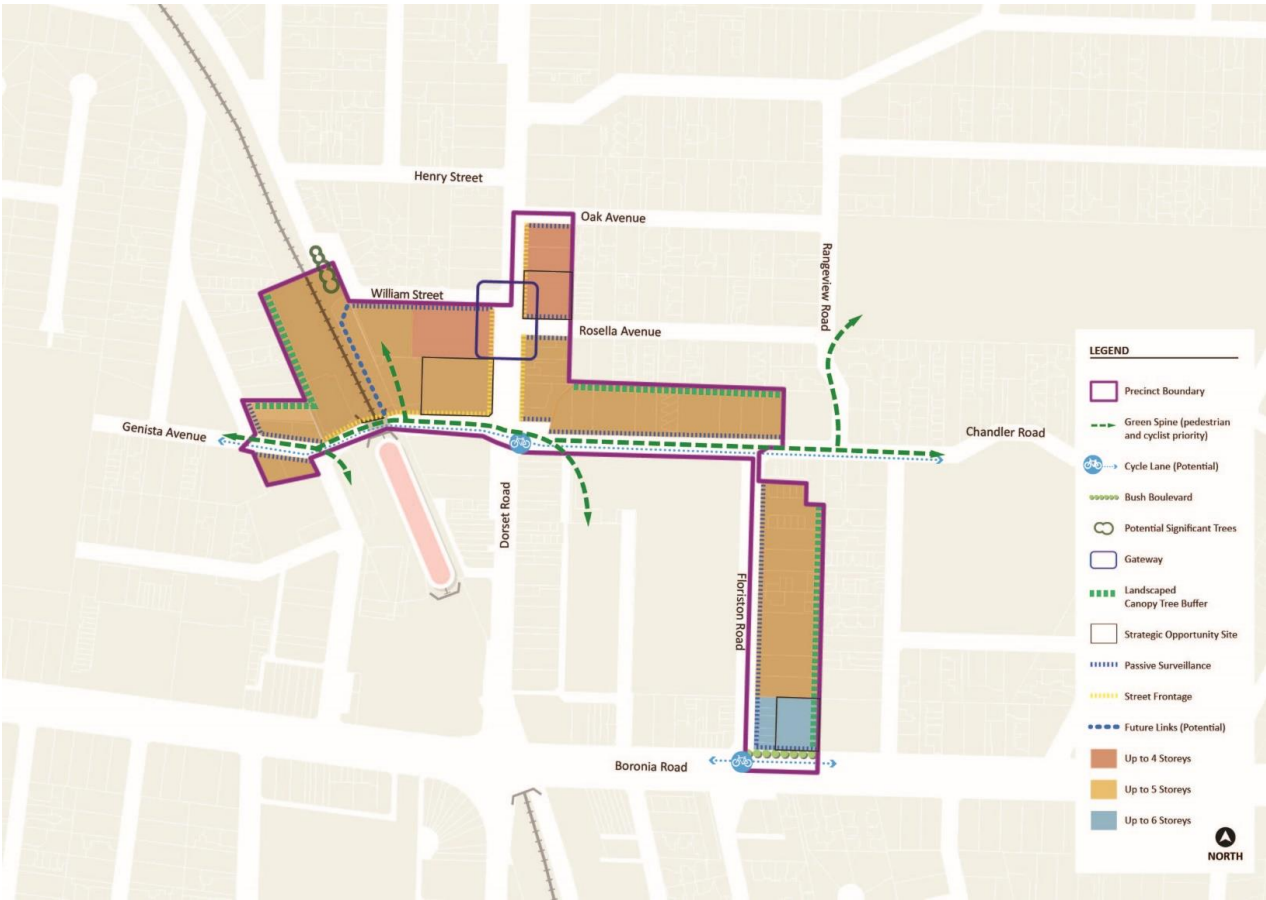 Henry Street
Oak Avenue
William Street
Rosella Avenue
Rangeview Road
Genista Avenue
Chandler Road
Dorset Road
Floriston Road
Boronia Road
LEGEND
Precinct Boundary
Green Spine (pedestrian
and cyclist priority)
Cycle Lane (Potential)
Bush Boulevard
Potential Significant Trees
Gateway
Landscaped
Canopy Tree Buffer
Strategic Opportunity Site
Passive Surveillance
Street Frontage
Future Links (Potential)
Up to 4 Storeys
Up to 5 Storeys
Up to 6 Storeys
NORTH